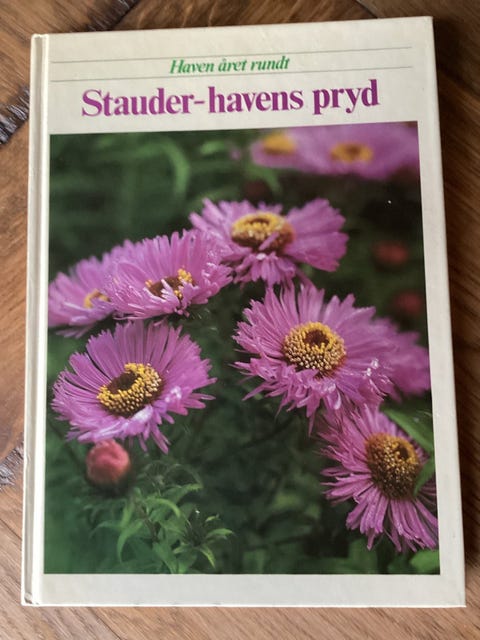 Haven året rundt
Stauder-havens pryd